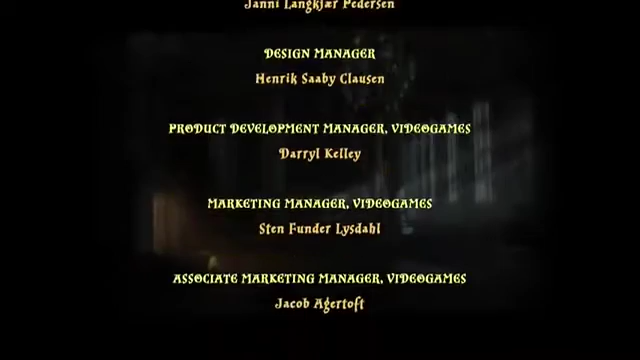 Janni Langkjær Pedersen
DESIGN MANAGER
Henrik Saaby Clausen
PRODUCT DEVELOPMENT MANAGER, VIDEOGAMES
Darryl Kelley
MARKETING MANAGER, VIDEOGAMES
Sten Funder Lysdahl
ASSOCIATE MARKETING MANAGER, VIDEOGAMES
Jacob Agertoft